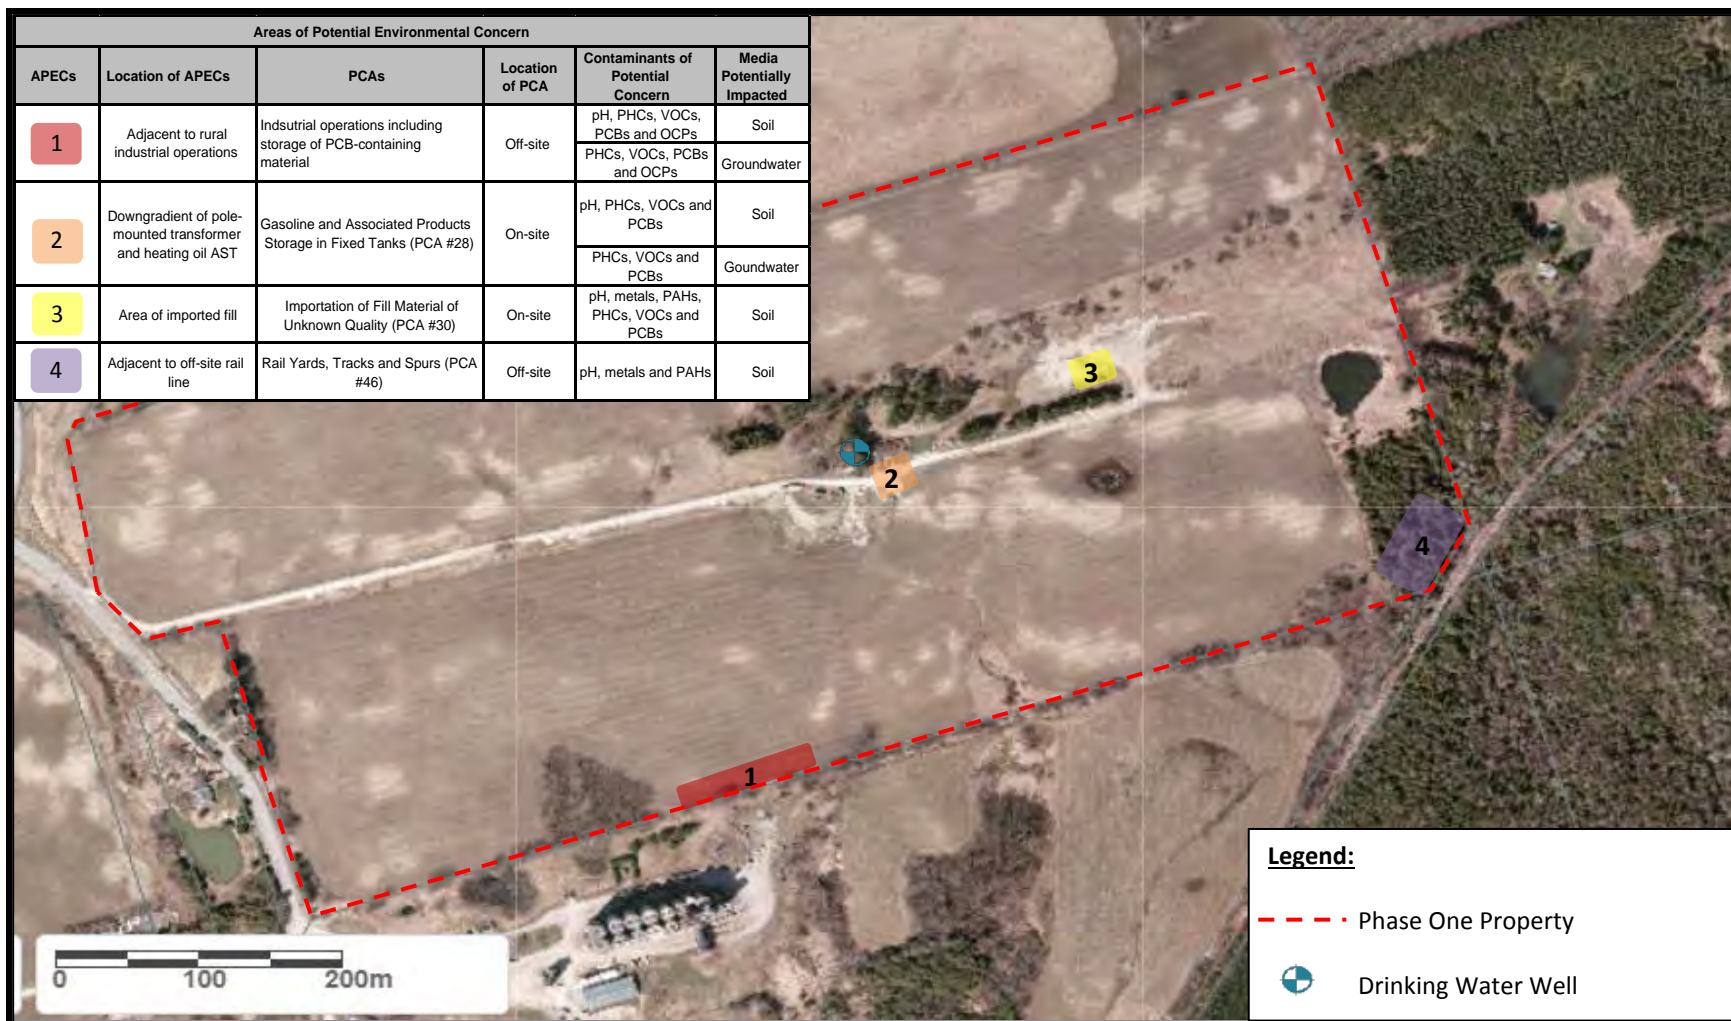 Areas of Potential Environmental Concern
APECs
Location of APECs
PCAs
Location
of PCA
Contaminants of
Potential
Concern
Media
Potentially
Impacted
1
Adjacent to rural
industrial operations
Indsutrial operations including
storage of PCB-containing
material
Off-site
pH, PHCs, VOCs,
PCBs and OCPs
Soil
PHCs, VOCs, PCBs
and OCPs
Groundwater
2
Downgradient of pole-
mounted transformer
and heating oil AST
Gasoline and Associated Products
Storage in Fixed Tanks (PCA #28)
On-site
pH, PHCs, VOCs and
PCBs
Soil
PHCs, VOCs and
PCBs
Goundwater
3
Area of imported fill
Importation of Fill Material of
Unknown Quality (PCA #30)
On-site
pH, metals, PAHs,
PHCs, VOCs and
PCBs
Soil
4
Adjacent to off-site rail
line
Rail Yards, Tracks and Spurs (PCA
#46)
Off-site
pH, metals and PAHs
Soil
3
2
4
1
Legend:
Phase One Property
Drinking Water Well
0 100 200m